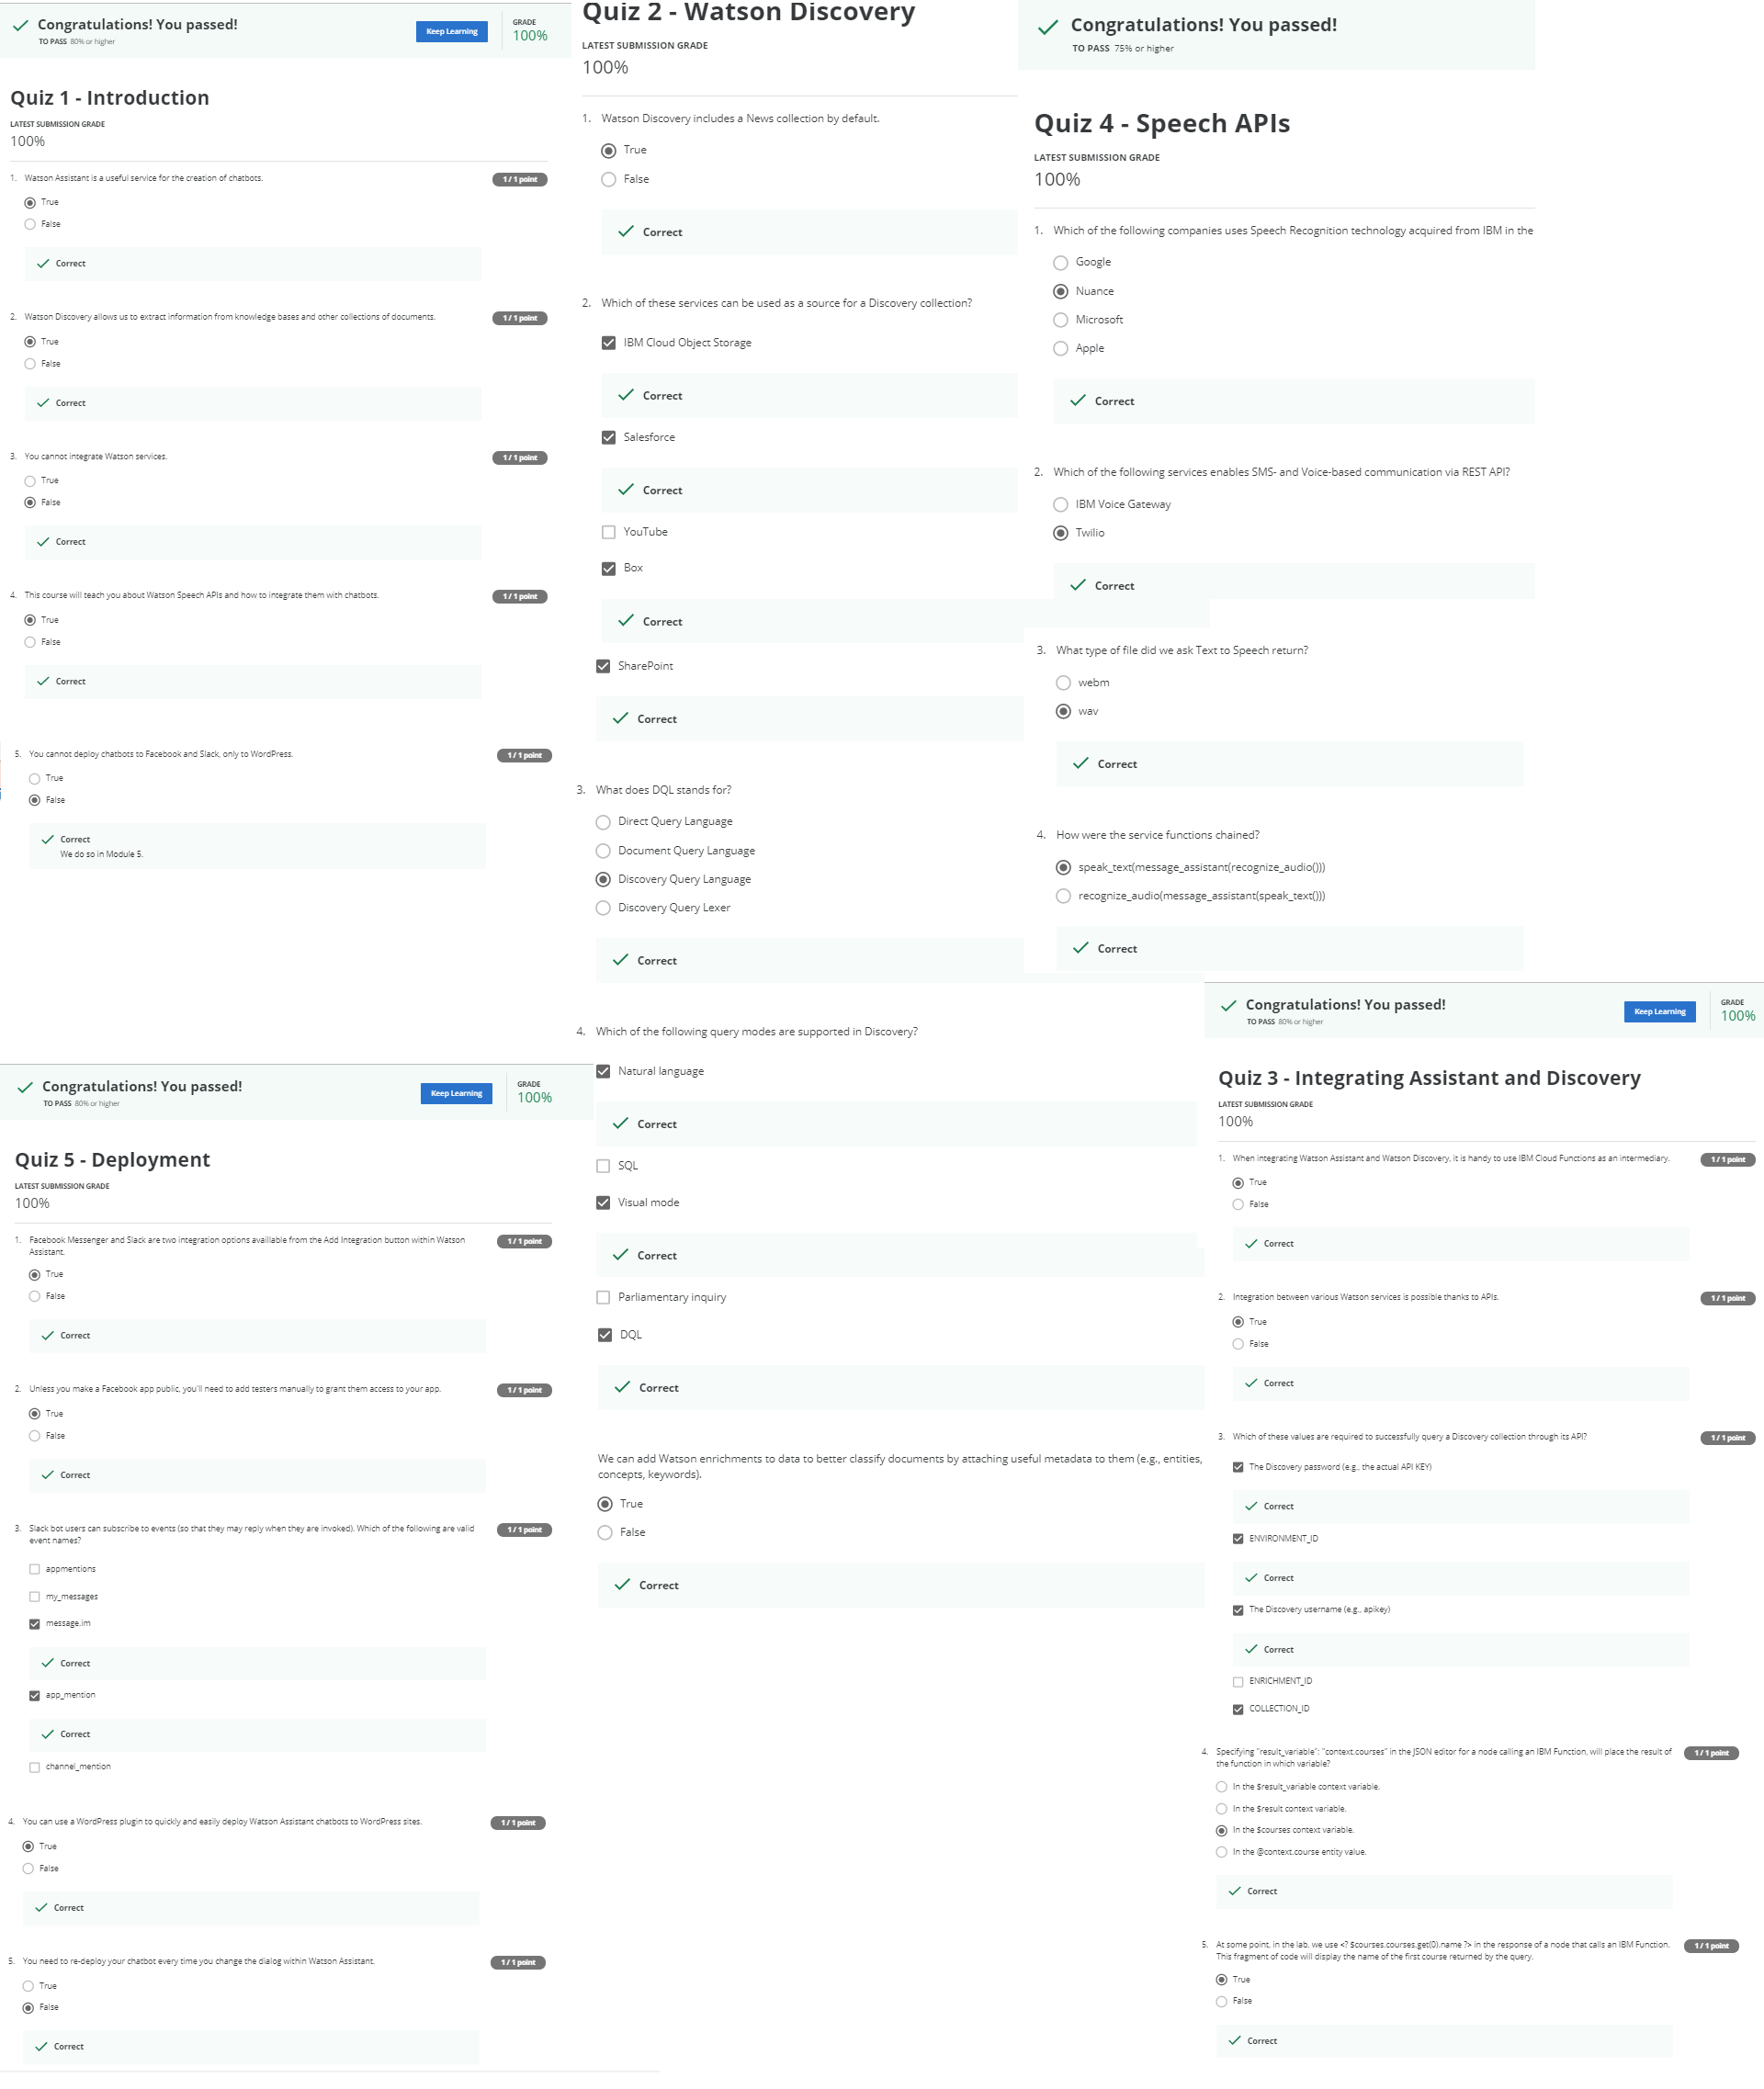 Congratulations! You passed!
TO PASS 80% or higher
Keep Learning
GRADE
100%
Quiz 1 - Introduction
LATEST SUBMISSION GRADE
100%
1. Watson Assistant is a useful service for the creation of chatbots.
1 / 1 point
True
False
Correct
2. Watson Discovery allows us to extract information from knowledge bases and other collections of documents.
1 / 1 point
True
False
Correct
3. You cannot integrate Watson services.
1 / 1 point
True
False
Correct
4. This course will teach you about Watson Speech APIs and how to integrate them with chatbots.
1 / 1 point
True
False
Correct
5. You cannot deploy chatbots to Facebook and Slack, only to WordPress.
1 / 1 point
True
False
Correct
We do so in Module 5.
Quiz 2 - Watson Discovery
LATEST SUBMISSION GRADE
100%
1. Watson Discovery includes a News collection by default.
True
False
Correct
2. Which of these services can be used as a source for a Discovery collection?
IBM Cloud Object Storage
Correct
Salesforce
Correct
YouTube
Box
Correct
SharePoint
Correct
3. What does DQL stands for?
Direct Query Language
Document Query Language
Discovery Query Language
Discovery Query Lexer
Correct
4. Which of the following query modes are supported in Discovery?
Natural language
Correct
SQL
Visual mode
Correct
Parliamentary inquiry
DQL
Correct
We can add Watson enrichments to data to better classify documents by attaching useful metadata to them (e.g., entities,
concepts, keywords).
True
False
Correct
Congratulations! You passed!
TO PASS 75% or higher
Quiz 4 - Speech APIs
LATEST SUBMISSION GRADE
100%
1. Which of the following companies uses Speech Recognition technology acquired from IBM in the
Google
Nuance
Microsoft
Apple
Correct
2. Which of the following services enables SMS- and Voice-based communication via REST API?
IBM Voice Gateway
Twilio
Correct
3. What type of file did we ask Text to Speech return?
webm
wav
Correct
4. How were the service functions chained?
speak_text(message_assistant(recognize_audio()))
recognize_audio(message_assistant(speak_text()))
Correct
Congratulations! You passed!
TO PASS 80% or higher
Keep Learning
GRADE
100%
Quiz 5 - Deployment
LATEST SUBMISSION GRADE
100%
1. Facebook Messenger and Slack are two integration options availlable from the Add Integration button within Watson
Assistant.
1 / 1 point
True
False
Correct
2. Unless you make a Facebook app public, you'll need to add testers manually to grant them access to your app.
1 / 1 point
True
False
Correct
3. Slack bot users can subscribe to events (so that they may reply when they are invoked). Which of the following are valid
event names?
1 / 1 point
appmentions
my_messages
message.im
Correct
app_mention
Correct
channel_mention
4. You can use a WordPress plugin to quickly and easily deploy Watson Assistant chatbots to WordPress sites.
1 / 1 point
True
False
Correct
5. You need to re-deploy your chatbot every time you change the dialog within Watson Assistant.
1 / 1 point
True
False
Correct
Congratulations! You passed!
TO PASS 80% or higher
Keep Learning
GRADE
100%
Quiz 3 - Integrating Assistant and Discovery
LATEST SUBMISSION GRADE
100%
1. When integrating Watson Assistant and Watson Discovery, it is handy to use IBM Cloud Functions as an intermediary.
1 / 1 point
True
False
Correct
2. Integration between various Watson services is possible thanks to APIs.
1 / 1 point
True
False
Correct
3. Which of these values are required to successfully query a Discovery collection through its API?
1 / 1 point
The Discovery password (e.g., the actual API KEY)
Correct
ENVIRONMENT_ID
Correct
The Discovery username (e.g., apikey)
Correct
ENRICHMENT_ID
COLLECTION_ID
4. Specifying "result_variable": "context.courses" in the JSON editor for a node calling an IBM Function, will place the result of
the function in which variable?
1 / 1 point
In the $result_variable context variable.
In the $result context variable.
In the $courses context variable.
In the @context.course entity value.
Correct
5. At some point, in the lab, we use <? $courses.courses.get(0).name ?> in the response of a node that calls an IBM Function.
This fragment of code will display the name of the first course returned by the query.
1 / 1 point
True
False
Correct